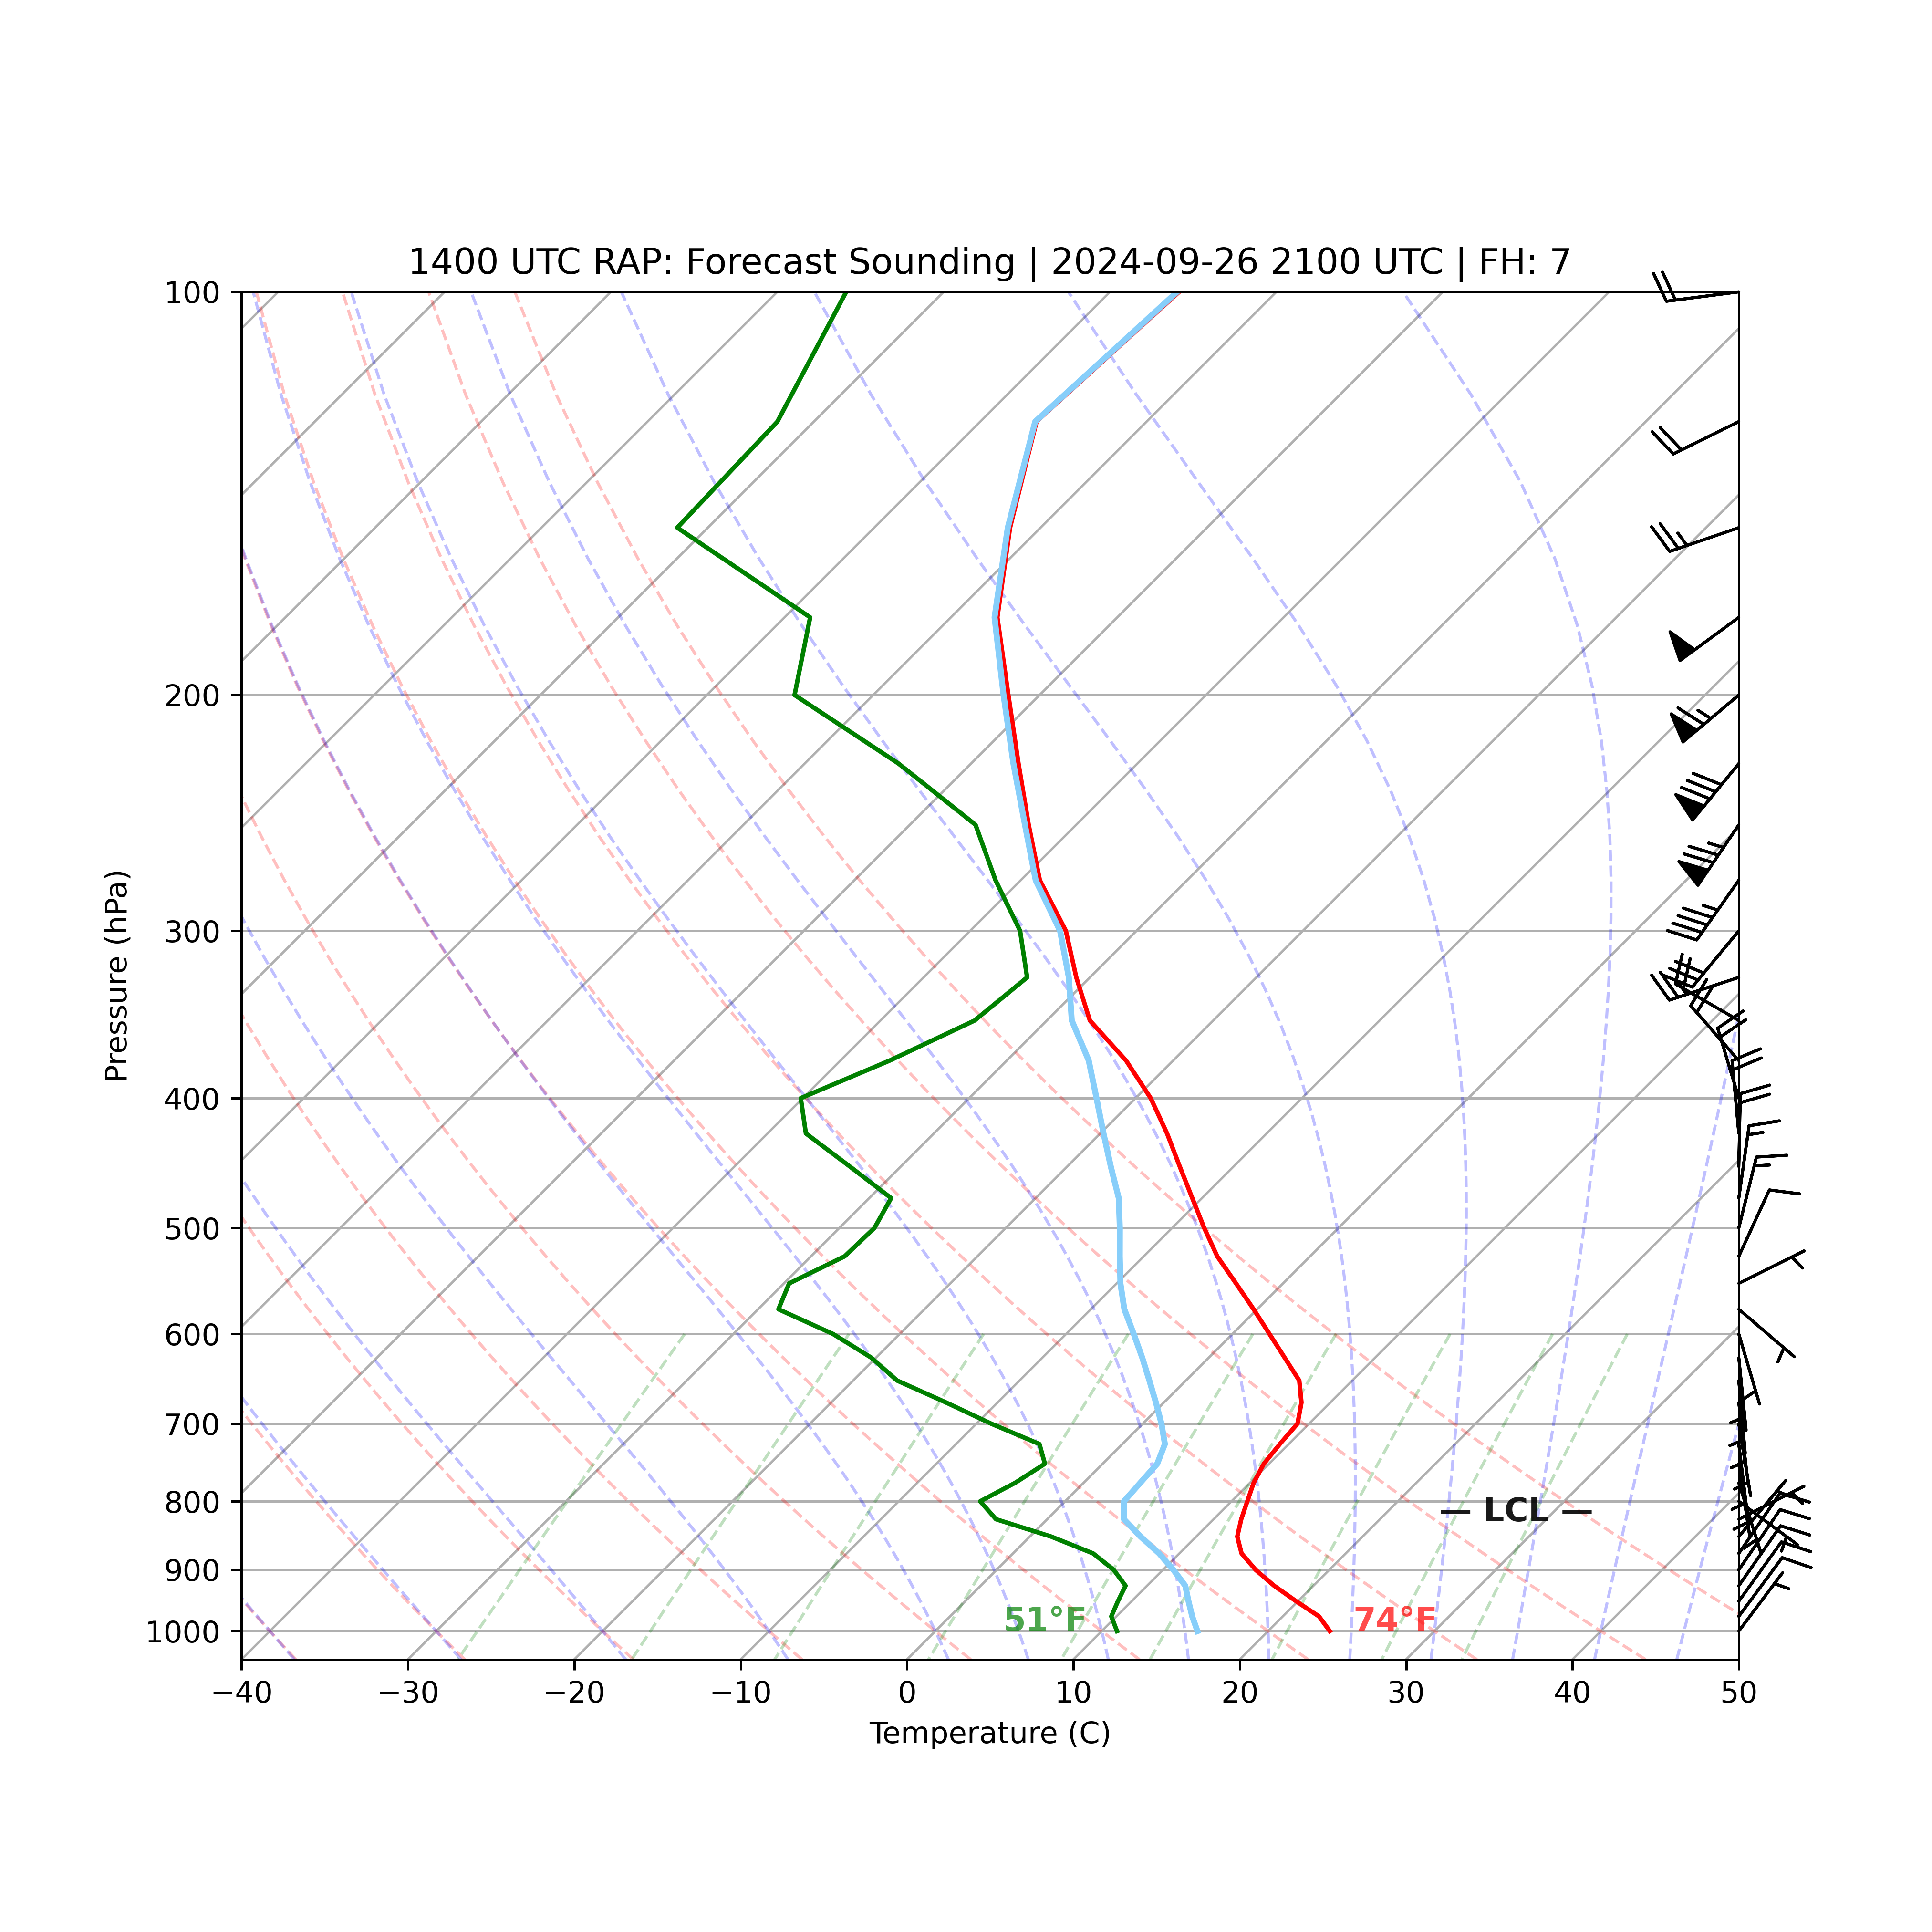 1400 UTC RAP: Forecast Sounding | 2024-09-26 2100 UTC | FH: 7
100
200
300
400
500
600
700
800
900
1000
Pressure (hPa)
— LCL —
51°F
74°F
−40 −30 −20 −10 0 10 20 30 40 50
Temperature (C)